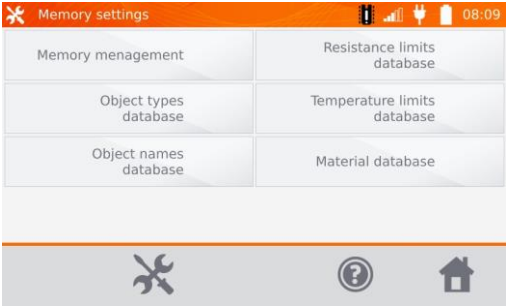 Memory settings
08:09
Memory menagement
Resistance limits
database
Object types
database
Temperature limits
database
Object names
database
Material database
?